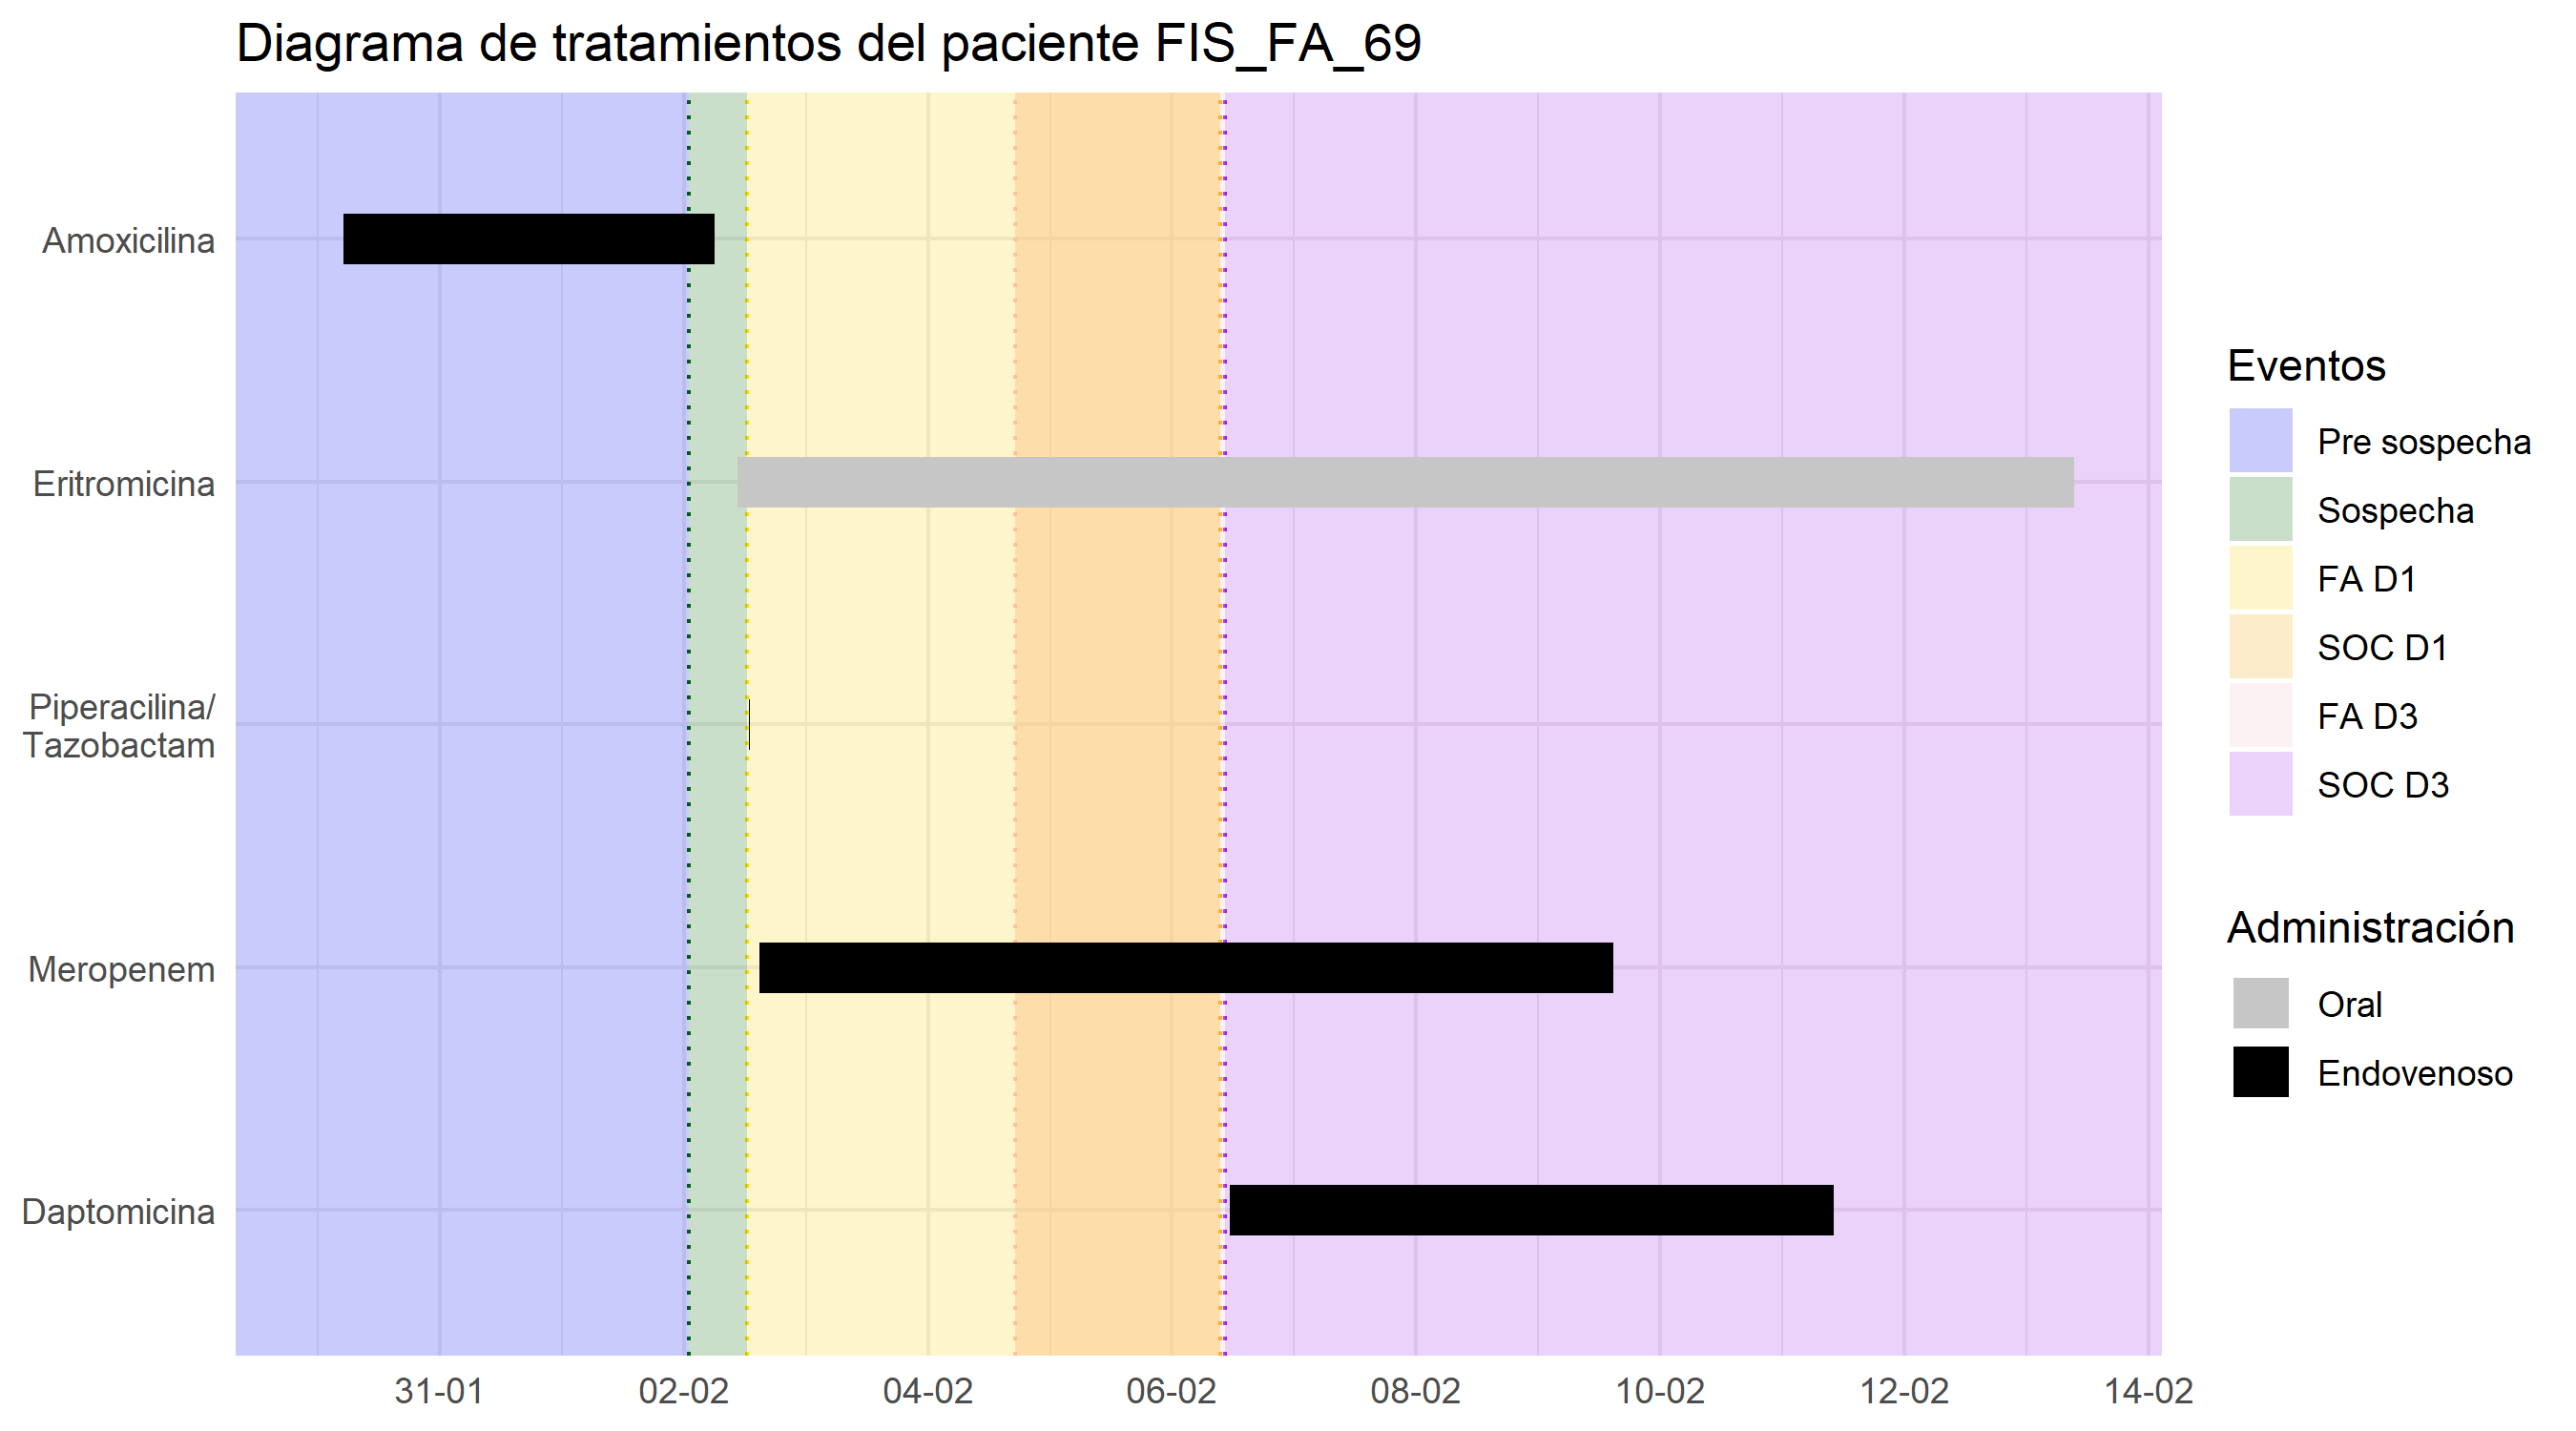 Diagrama de tratamientos del paciente FIS_FA_69
Amoxicilina
Eritromicina
Piperacilina/
Tazobactam
Meropenem
Daptomicina
31-01
02-02
04-02
06-02
08-02
10-02
12-02
14-02
Eventos
Pre sospecha
Sospecha
FA D1
SOC D1
FA D3
SOC D3
Administración
Oral
Endovenoso